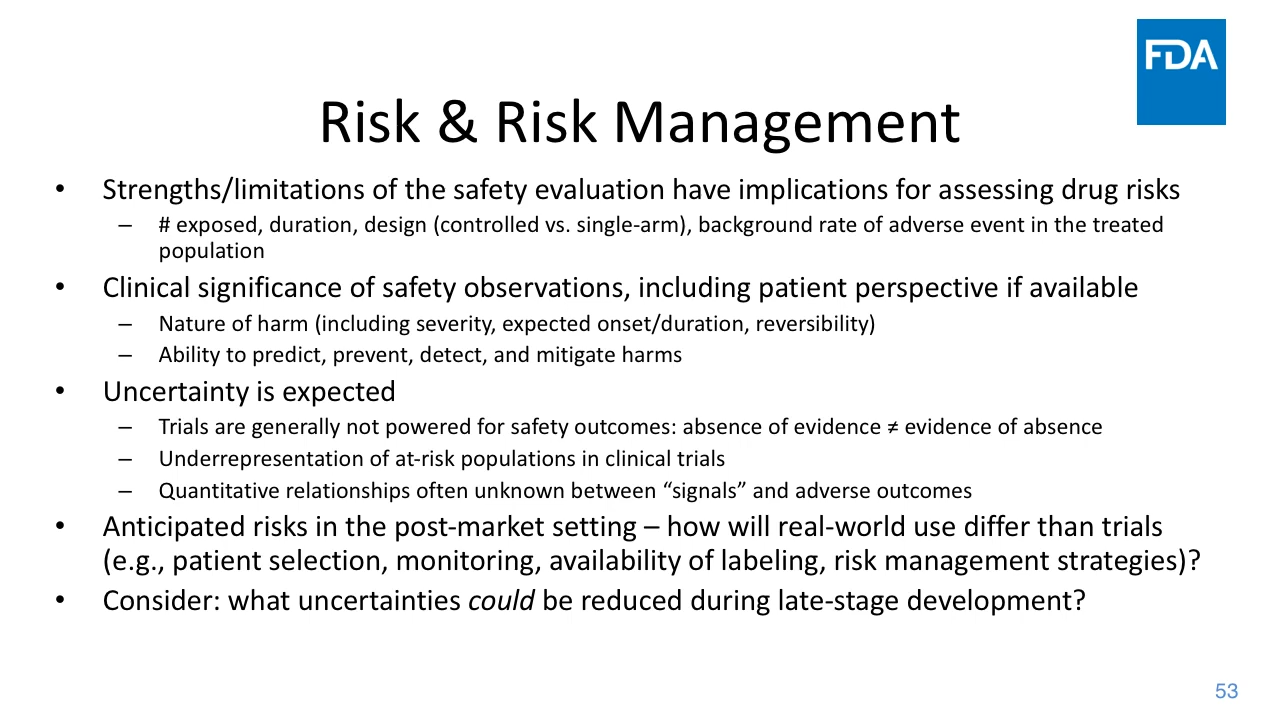 FDA
Risk & Risk Management
• Strengths/limitations of the safety evaluation have implications for assessing drug risks
– # exposed, duration, design (controlled vs. single-arm), background rate of adverse event in the treated
population
• Clinical significance of safety observations, including patient perspective if available
– Nature of harm (including severity, expected onset/duration, reversibility)
– Ability to predict, prevent, detect, and mitigate harms
• Uncertainty is expected
– Trials are generally not powered for safety outcomes: absence of evidence ≠ evidence of absence
– Underrepresentation of at-risk populations in clinical trials
– Quantitative relationships often unknown between “signals” and adverse outcomes
• Anticipated risks in the post-market setting – how will real-world use differ than trials
(e.g., patient selection, monitoring, availability of labeling, risk management strategies)?
• Consider: what uncertainties could be reduced during late-stage development?
53